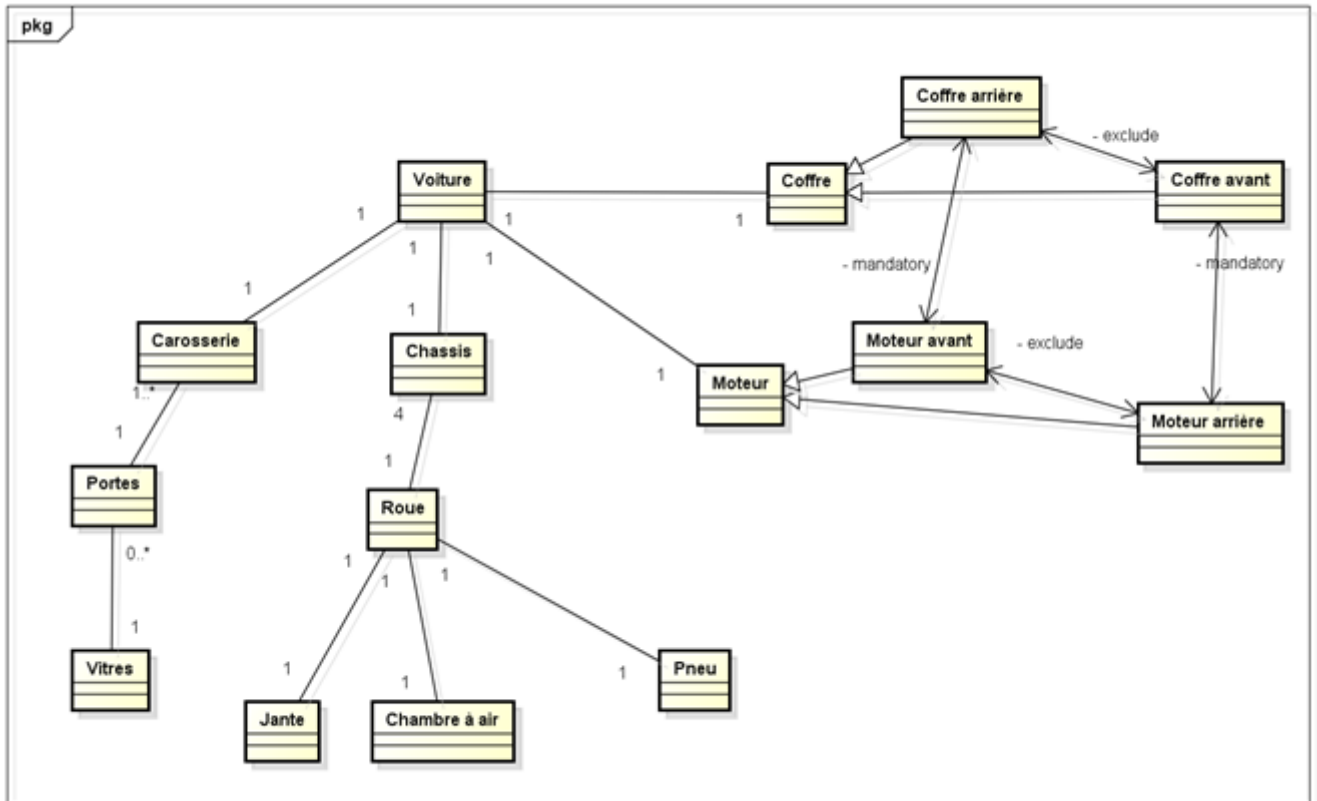 pkg
Coffre arrière
- exclude
Voiture
Coffre
Coffre avant
1
1
1
1
1
- mandatory
- mandatory
1
1
Carosserie
Chassis
Moteur avant
- exclude
1
Moteur
1..*
4
Moteur arrière
1
1
Portes
Roue
0..*
1
1
1
1
Vitres
1
1
1
Pneu
Jante
Chambre à air